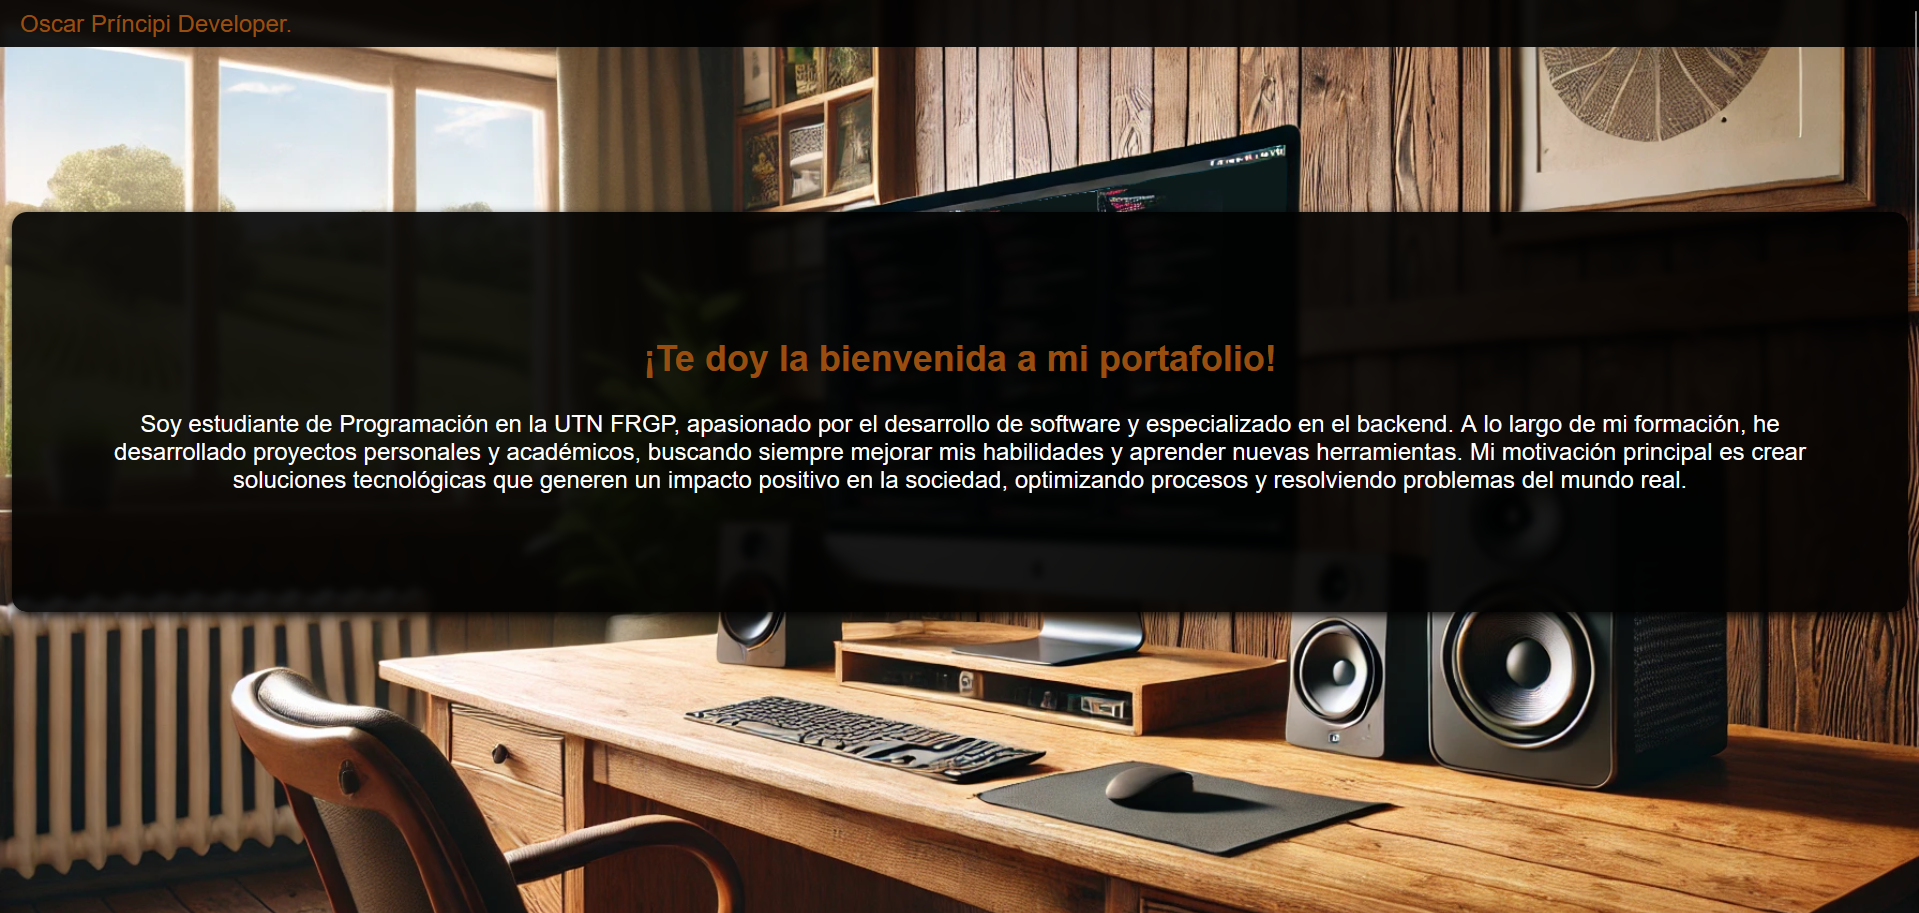 Oscar Príncipi Developer.
¡Te doy la bienvenida a mi portafolio!
Soy estudiante de Programación en la UTN FRGP, apasionado por el desarrollo de software y especializado en el backend. A lo largo de mi formación, he
desarrollado proyectos personales y académicos, buscando siempre mejorar mis habilidades y aprender nuevas herramientas. Mi motivación principal es crear
soluciones tecnológicas que generen un impacto positivo en la sociedad, optimizando procesos y resolviendo problemas del mundo real.